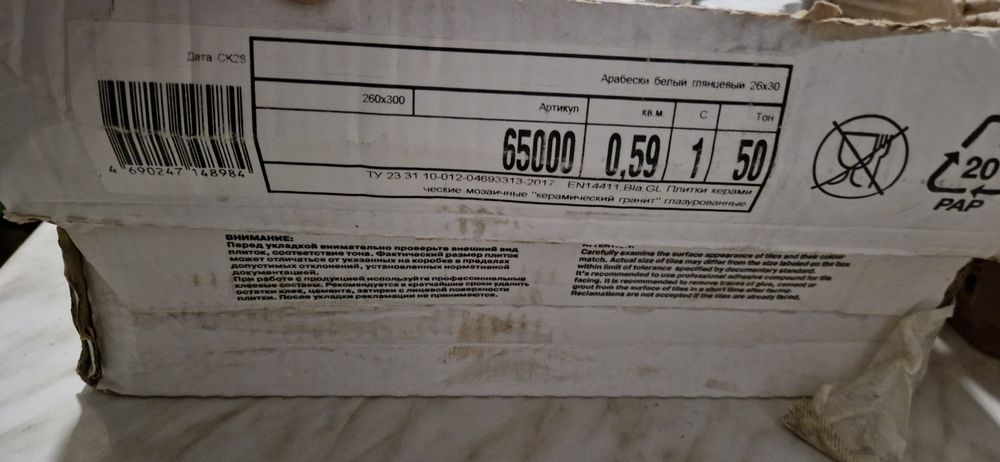 Дата СК28
Арабески белый глянцевый 26х30
260х300
Артикул
кв.м.
С
Тон
65000
0,59
1
50
4 690247 148984
ТУ 23.31 10-012-04693313-2017 EN14411.BIa.GL Плитки керами
ческие мозаичные "керамический гранит" глазурованные
20
PAP
ВНИМАНИЕ:
Перед укладкой внимательно проверьте внешний вид
плиток, соответствие тона. Фактический размер плиток
может отличаться от указанных на коробке в пределах
допустимых отклонений, установленных нормативной
документацией.
При работе с продукцией используйте профессиональные
клеевые составы. Рекомендуется в кратчайшие сроки удалить
остатки клея, цемента, затирки с лицевой поверхности
плитки. После укладки рекламации не принимаются.
ATTENTION:
Carefully examine the surface appearance of tiles and their colour
match. Actual size of tiles may differ from the size labeled on the box
within limit of tolerance specified by documentary standard.
It's recommended to use professional adhesive compound for tile
facing. It is recommended to remove traces of glue, cement or
grout from the surface of tiles in a short time after facing.
Reclamations are not accepted if the tiles are already faced.